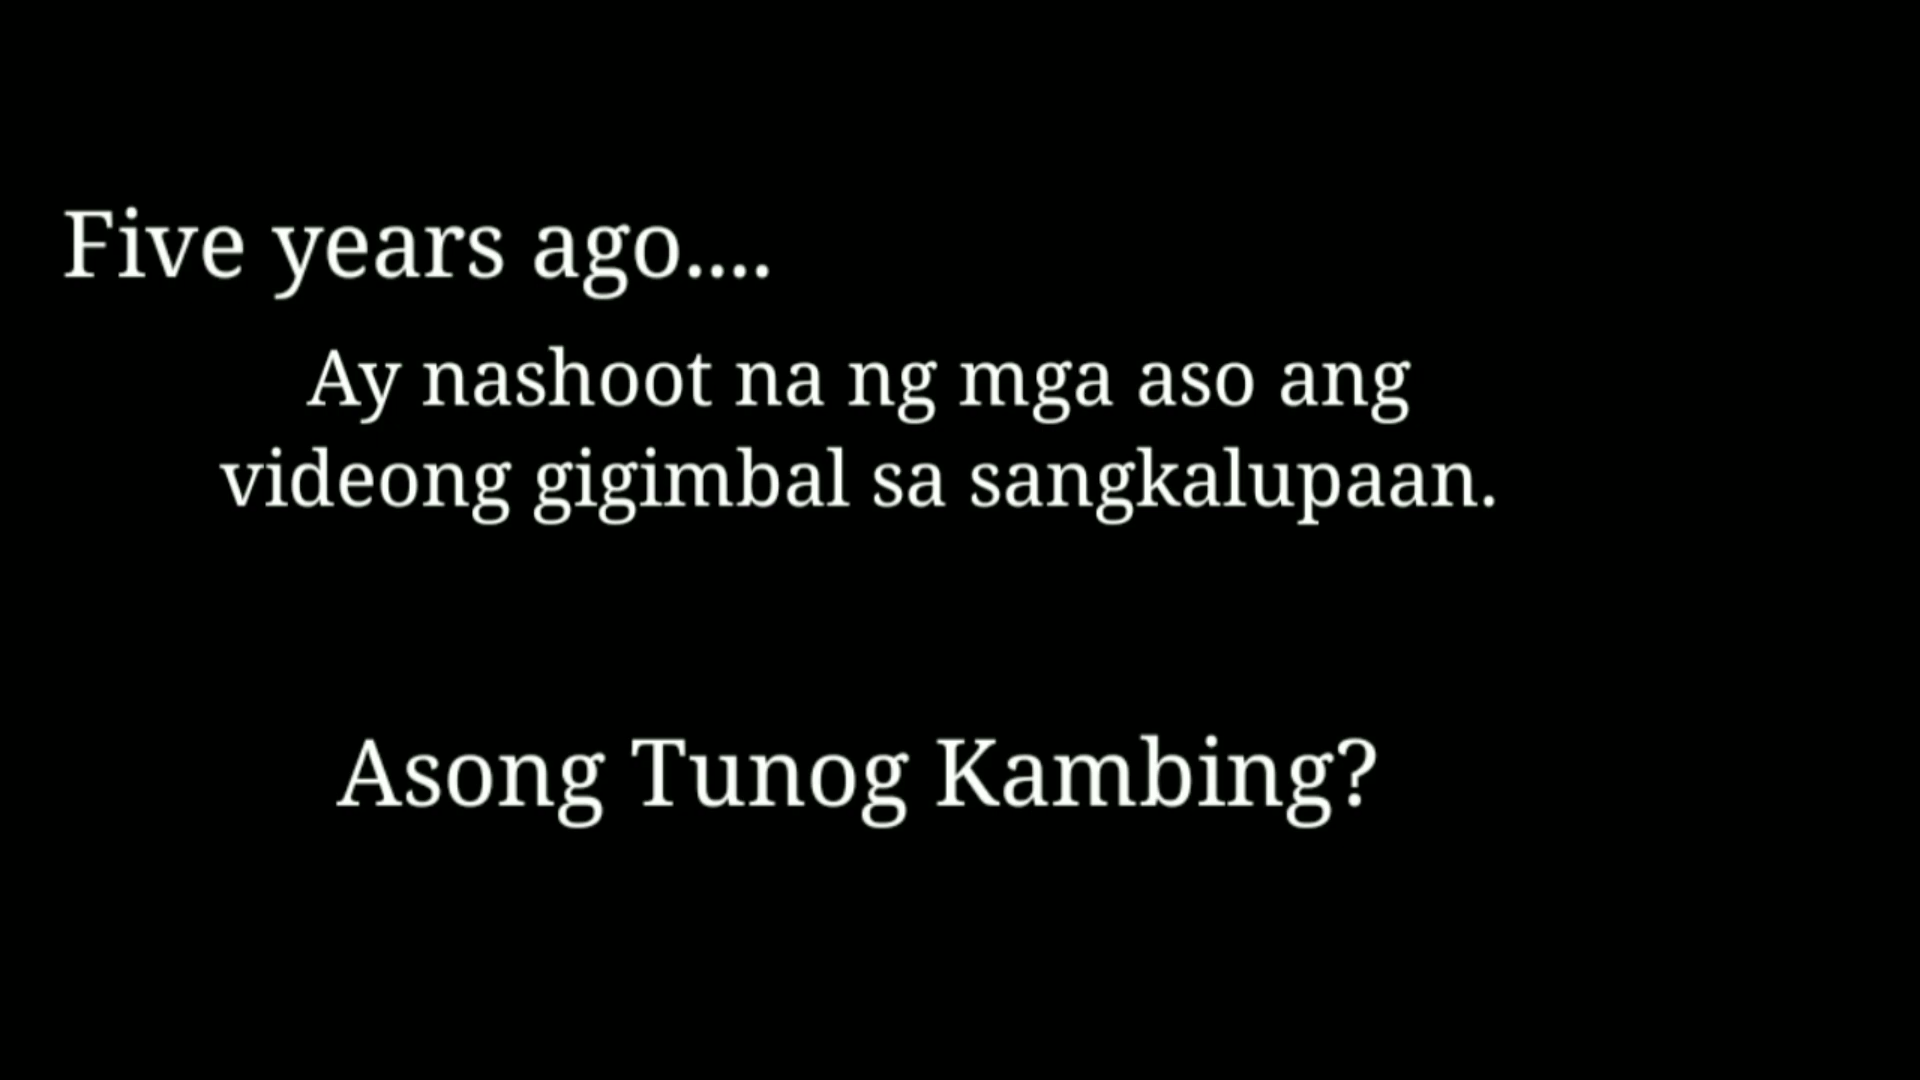 Five years ago....
Ay nashoot na ng mga aso ang
videong gigimbal sa sangkalupaan.
Asong Tunog Kambing?